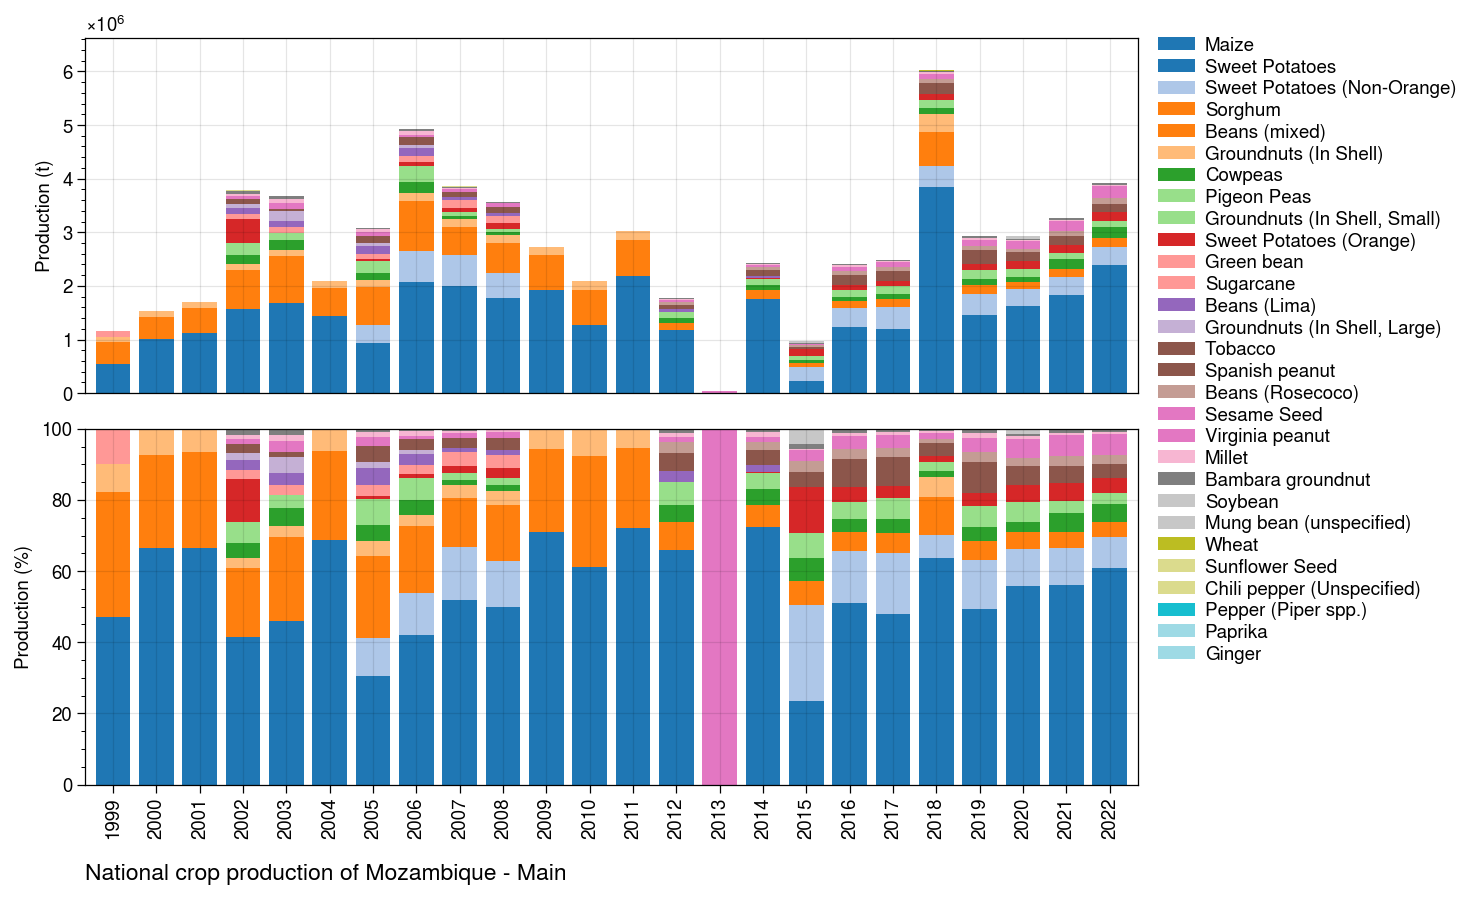 ×10⁶
6
5
4
3
2
1
0
Production (t)
100
80
60
40
20
0
Production (%)
1999
2000
2001
2002
2003
2004
2005
2006
2007
2008
2009
2010
2011
2012
2013
2014
2015
2016
2017
2018
2019
2020
2021
2022
National crop production of Mozambique - Main
Maize
Sweet Potatoes
Sweet Potatoes (Non-Orange)
Sorghum
Beans (mixed)
Groundnuts (In Shell)
Cowpeas
Pigeon Peas
Groundnuts (In Shell, Small)
Sweet Potatoes (Orange)
Green bean
Sugarcane
Beans (Lima)
Groundnuts (In Shell, Large)
Tobacco
Spanish peanut
Beans (Rosecoco)
Sesame Seed
Virginia peanut
Millet
Bambara groundnut
Soybean
Mung bean (unspecified)
Wheat
Sunflower Seed
Chili pepper (Unspecified)
Pepper (Piper spp.)
Paprika
Ginger